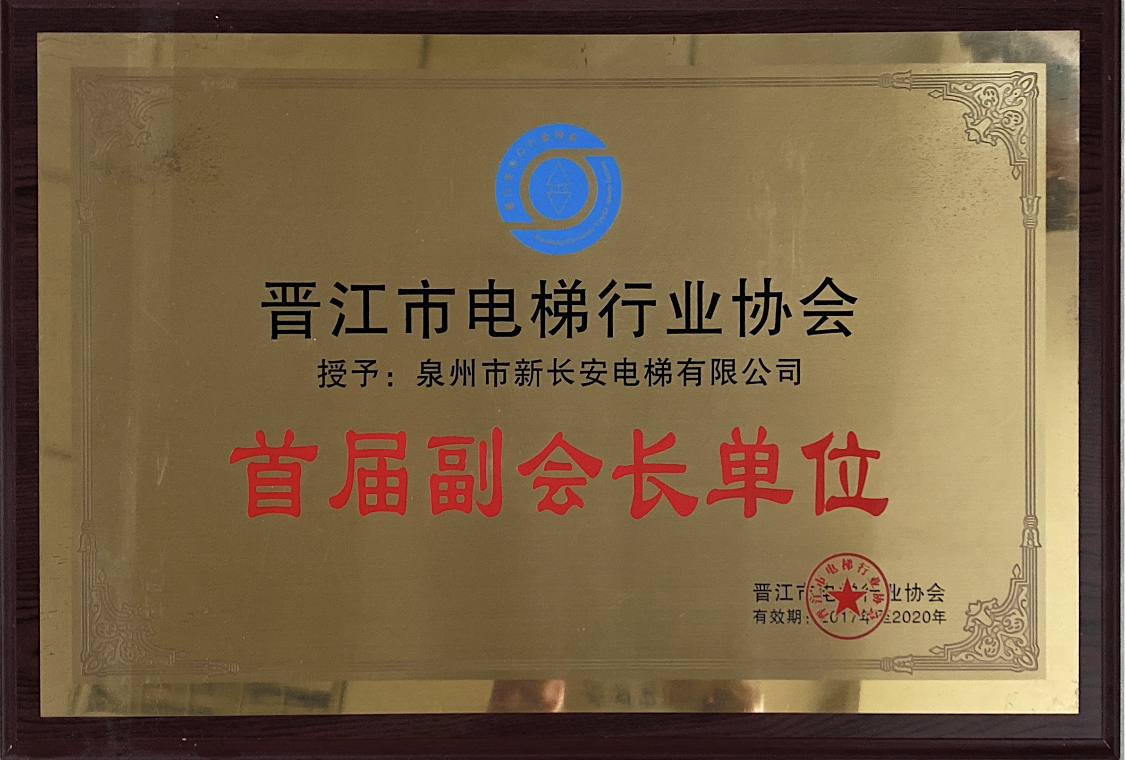 晋江市电梯行业协会
授予：泉州市新长安电梯有限公司
首届副会长单位
晋江市电梯行业协会
有效期：2017年至2020年